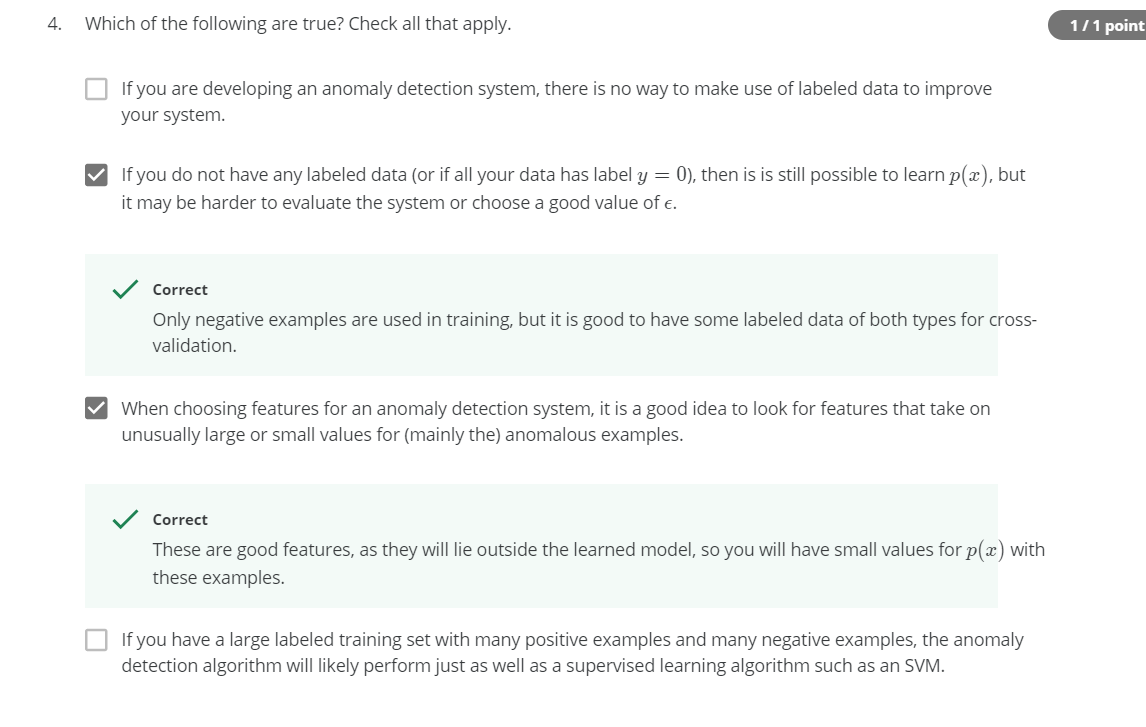 4. Which of the following are true? Check all that apply.
1 / 1 point
If you are developing an anomaly detection system, there is no way to make use of labeled data to improve
your system.
If you do not have any labeled data (or if all your data has label y = 0), then is is still possible to learn p(x), but
it may be harder to evaluate the system or choose a good value of ϵ.
Correct
Only negative examples are used in training, but it is good to have some labeled data of both types for cross-
validation.
When choosing features for an anomaly detection system, it is a good idea to look for features that take on
unusually large or small values for (mainly the) anomalous examples.
Correct
These are good features, as they will lie outside the learned model, so you will have small values for p(x) with
these examples.
If you have a large labeled training set with many positive examples and many negative examples, the anomaly
detection algorithm will likely perform just as well as a supervised learning algorithm such as an SVM.